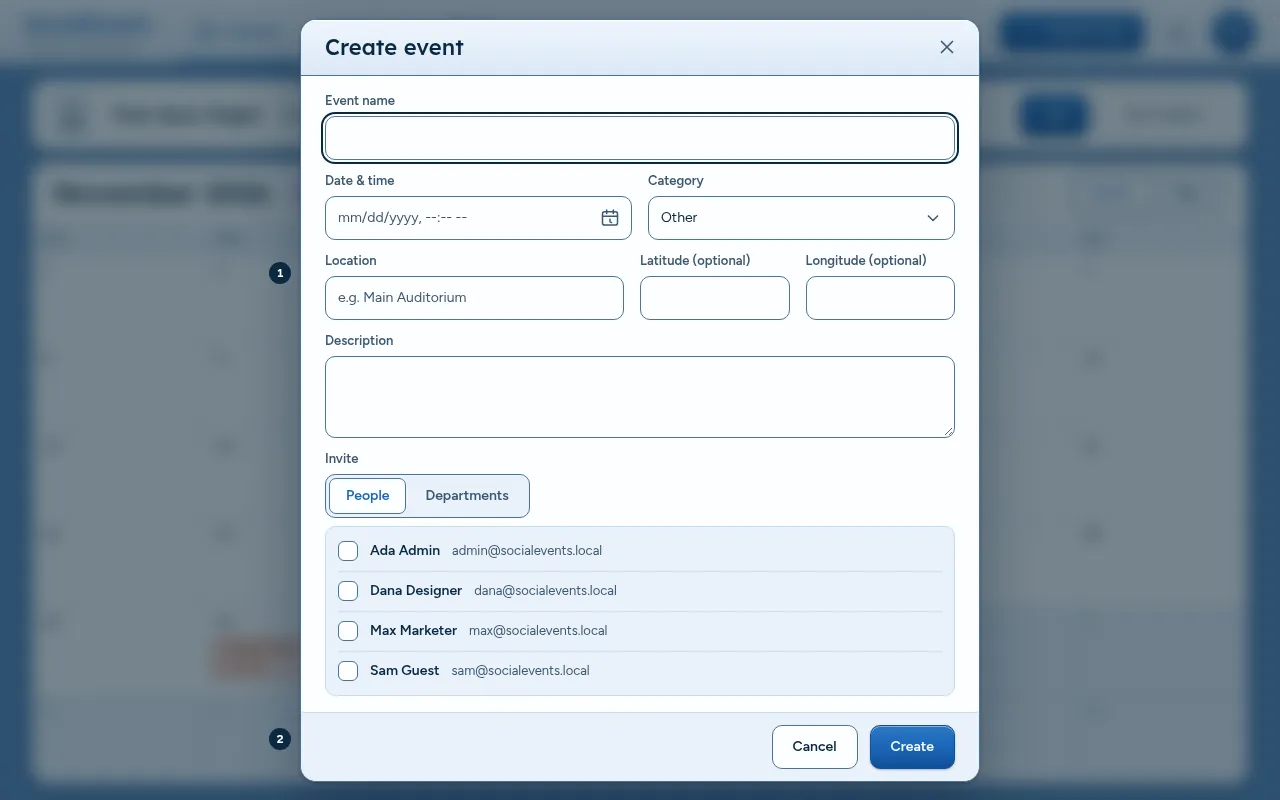 Create event
Event name
Date & time
Category
mm/dd/yyyy, --:-- --
Other
1
Location
Latitude (optional)
Longitude (optional)
e.g. Main Auditorium
Description
Invite
People
Departments
Ada Admin admin@socialevents.local
Dana Designer dana@socialevents.local
Max Marketer max@socialevents.local
Sam Guest sam@socialevents.local
2
Cancel
Create